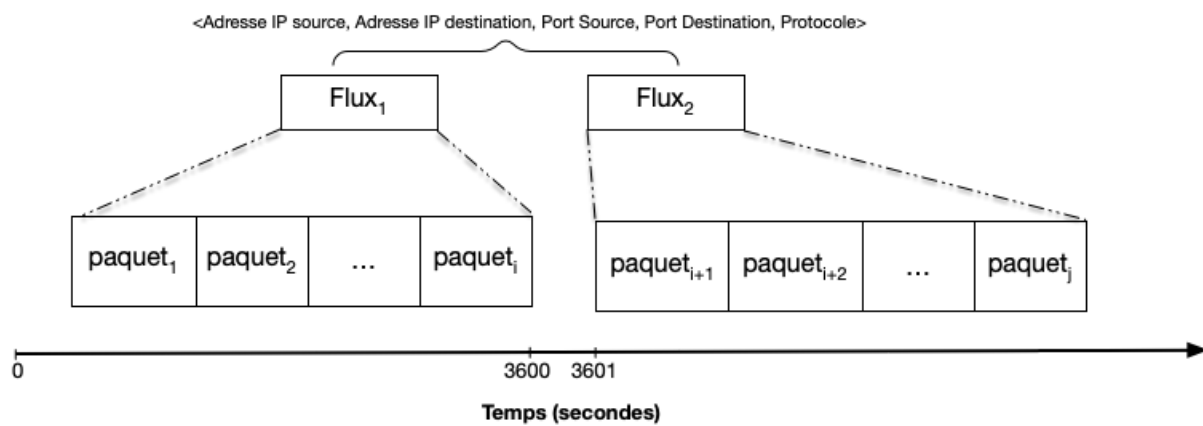 <Adresse IP source, Adresse IP destination, Port Source, Port Destination, Protocole>
Flux₁ Flux₂
paquet₁ paquet₂ ... paquetᵢ paquetᵢ₊₁ paquetᵢ₊₂ ... paquetⱼ
0 3600 3601
Temps (secondes)